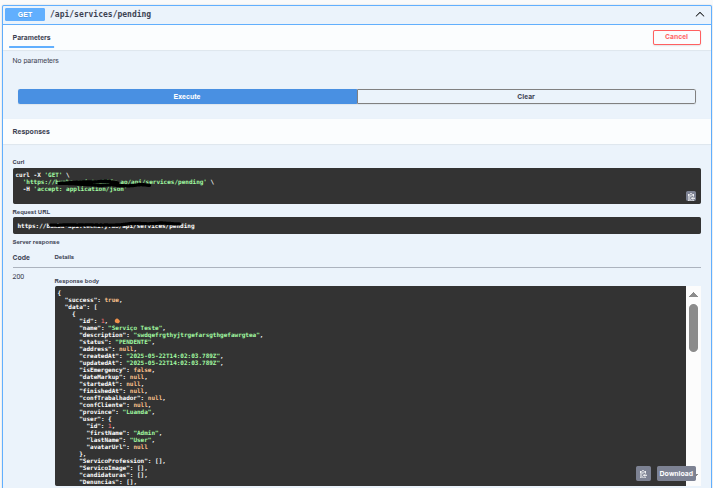 GET /api/services/pending
Parameters
Cancel
No parameters
Execute
Clear
Responses
Curl
curl -X 'GET' \
'https:// ao/api/services/pending' \
-H 'accept: application/json'
Request URL
https:// /api/services/pending
Server response
Code Details
200
Response body
{
"success": true,
"data": [
{
"id": 1,
"name": "Serviço Teste",
"description":
"status": "PENDENTE",
"address": null,
"createdAt": "2025-05-22T14:02:03.789Z",
"updatedAt": "2025-05-22T14:02:03.789Z",
"isEmergency": false,
"dateMarkup": null,
"startedAt": null,
"finishedAt": null,
"confTrabalhador": null,
"confCliente": null,
"province": "Luanda",
"user": {
"id": 1,
"firstName": "Admin",
"lastName": "User",
"avatarUrl": null
},
"ServicoProfession": [],
"ServicoImage": [],
"candidaturas": [],
"Denuncias": [],
Download